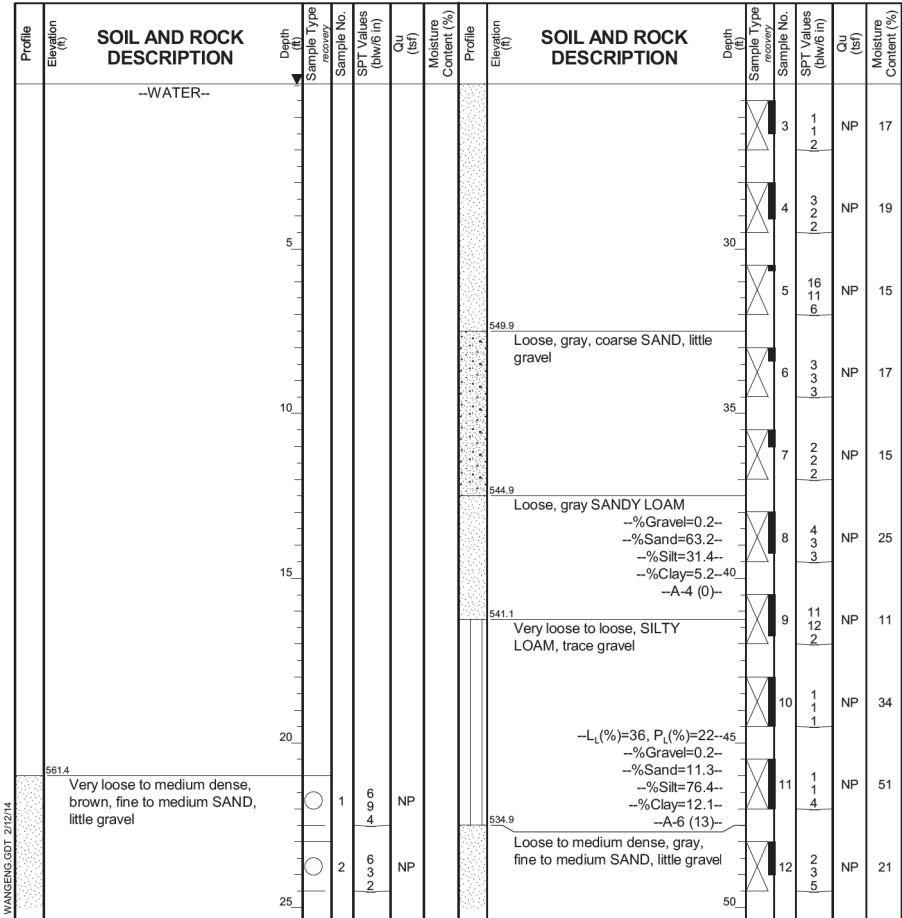 Profile
Elevation (ft)
SOIL AND ROCK DESCRIPTION
Depth (ft)
Sample Type recovery
Sample No.
SPT Values (blw/6 in)
Qu (tsf)
Moisture Content (%)
Profile
Elevation (ft)
SOIL AND ROCK DESCRIPTION
Depth (ft)
Sample Type recovery
Sample No.
SPT Values (blw/6 in)
Qu (tsf)
Moisture Content (%)
--WATER--
5
10
15
20
561.4
Very loose to medium dense,
brown, fine to medium SAND,
little gravel
1 6 9 4 NP
2 6 3 2 NP
25
3 1 1 2 NP 17
4 3 2 2 NP 19
30
5 16 11 6 NP 15
549.9
Loose, gray, coarse SAND, little
gravel
6 3 3 3 NP 17
35
7 2 2 2 NP 15
544.9
Loose, gray SANDY LOAM
--%Gravel=0.2--
--%Sand=63.2--
8 4 3 3 NP 25
--%Silt=31.4--
--%Clay=5.2--40
--A-4 (0)--
541.1
9 11 12 2 NP 11
Very loose to loose, SILTY
LOAM, trace gravel
10 1 1 1 NP 34
--LL(%)=36, PL(%)=22--45
--%Gravel=0.2--
--%Sand=11.3--
--%Silt=76.4--
11 1 1 4 NP 51
--%Clay=12.1--
--A-6 (13)--
534.9
Loose to medium dense, gray,
fine to medium SAND, little gravel
12 2 3 5 NP 21
50
WANGENG.GDT 2/12/14